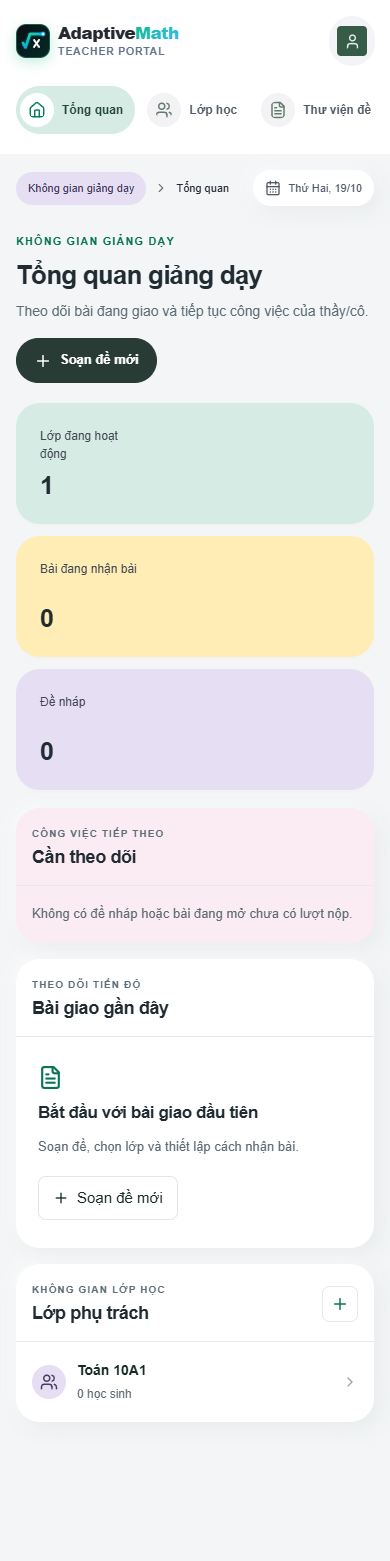 AdaptiveMath
TEACHER PORTAL
Tổng quan
Lớp học
Thư viện đề
Không gian giảng dạy
Tổng quan
Thứ Hai, 19/10
KHÔNG GIAN GIẢNG DẠY
Tổng quan giảng dạy
Theo dõi bài đang giao và tiếp tục công việc của thầy/cô.
Soạn đề mới
Lớp đang hoạt
động
1
Bài đang nhận bài
0
Đề nháp
0
CÔNG VIỆC TIẾP THEO
Cần theo dõi
Không có đề nháp hoặc bài đang mở chưa có lượt nộp.
THEO DÕI TIẾN ĐỘ
Bài giao gần đây
Bắt đầu với bài giao đầu tiên
Soạn đề, chọn lớp và thiết lập cách nhận bài.
Soạn đề mới
KHÔNG GIAN LỚP HỌC
Lớp phụ trách
Toán 10A1
0 học sinh